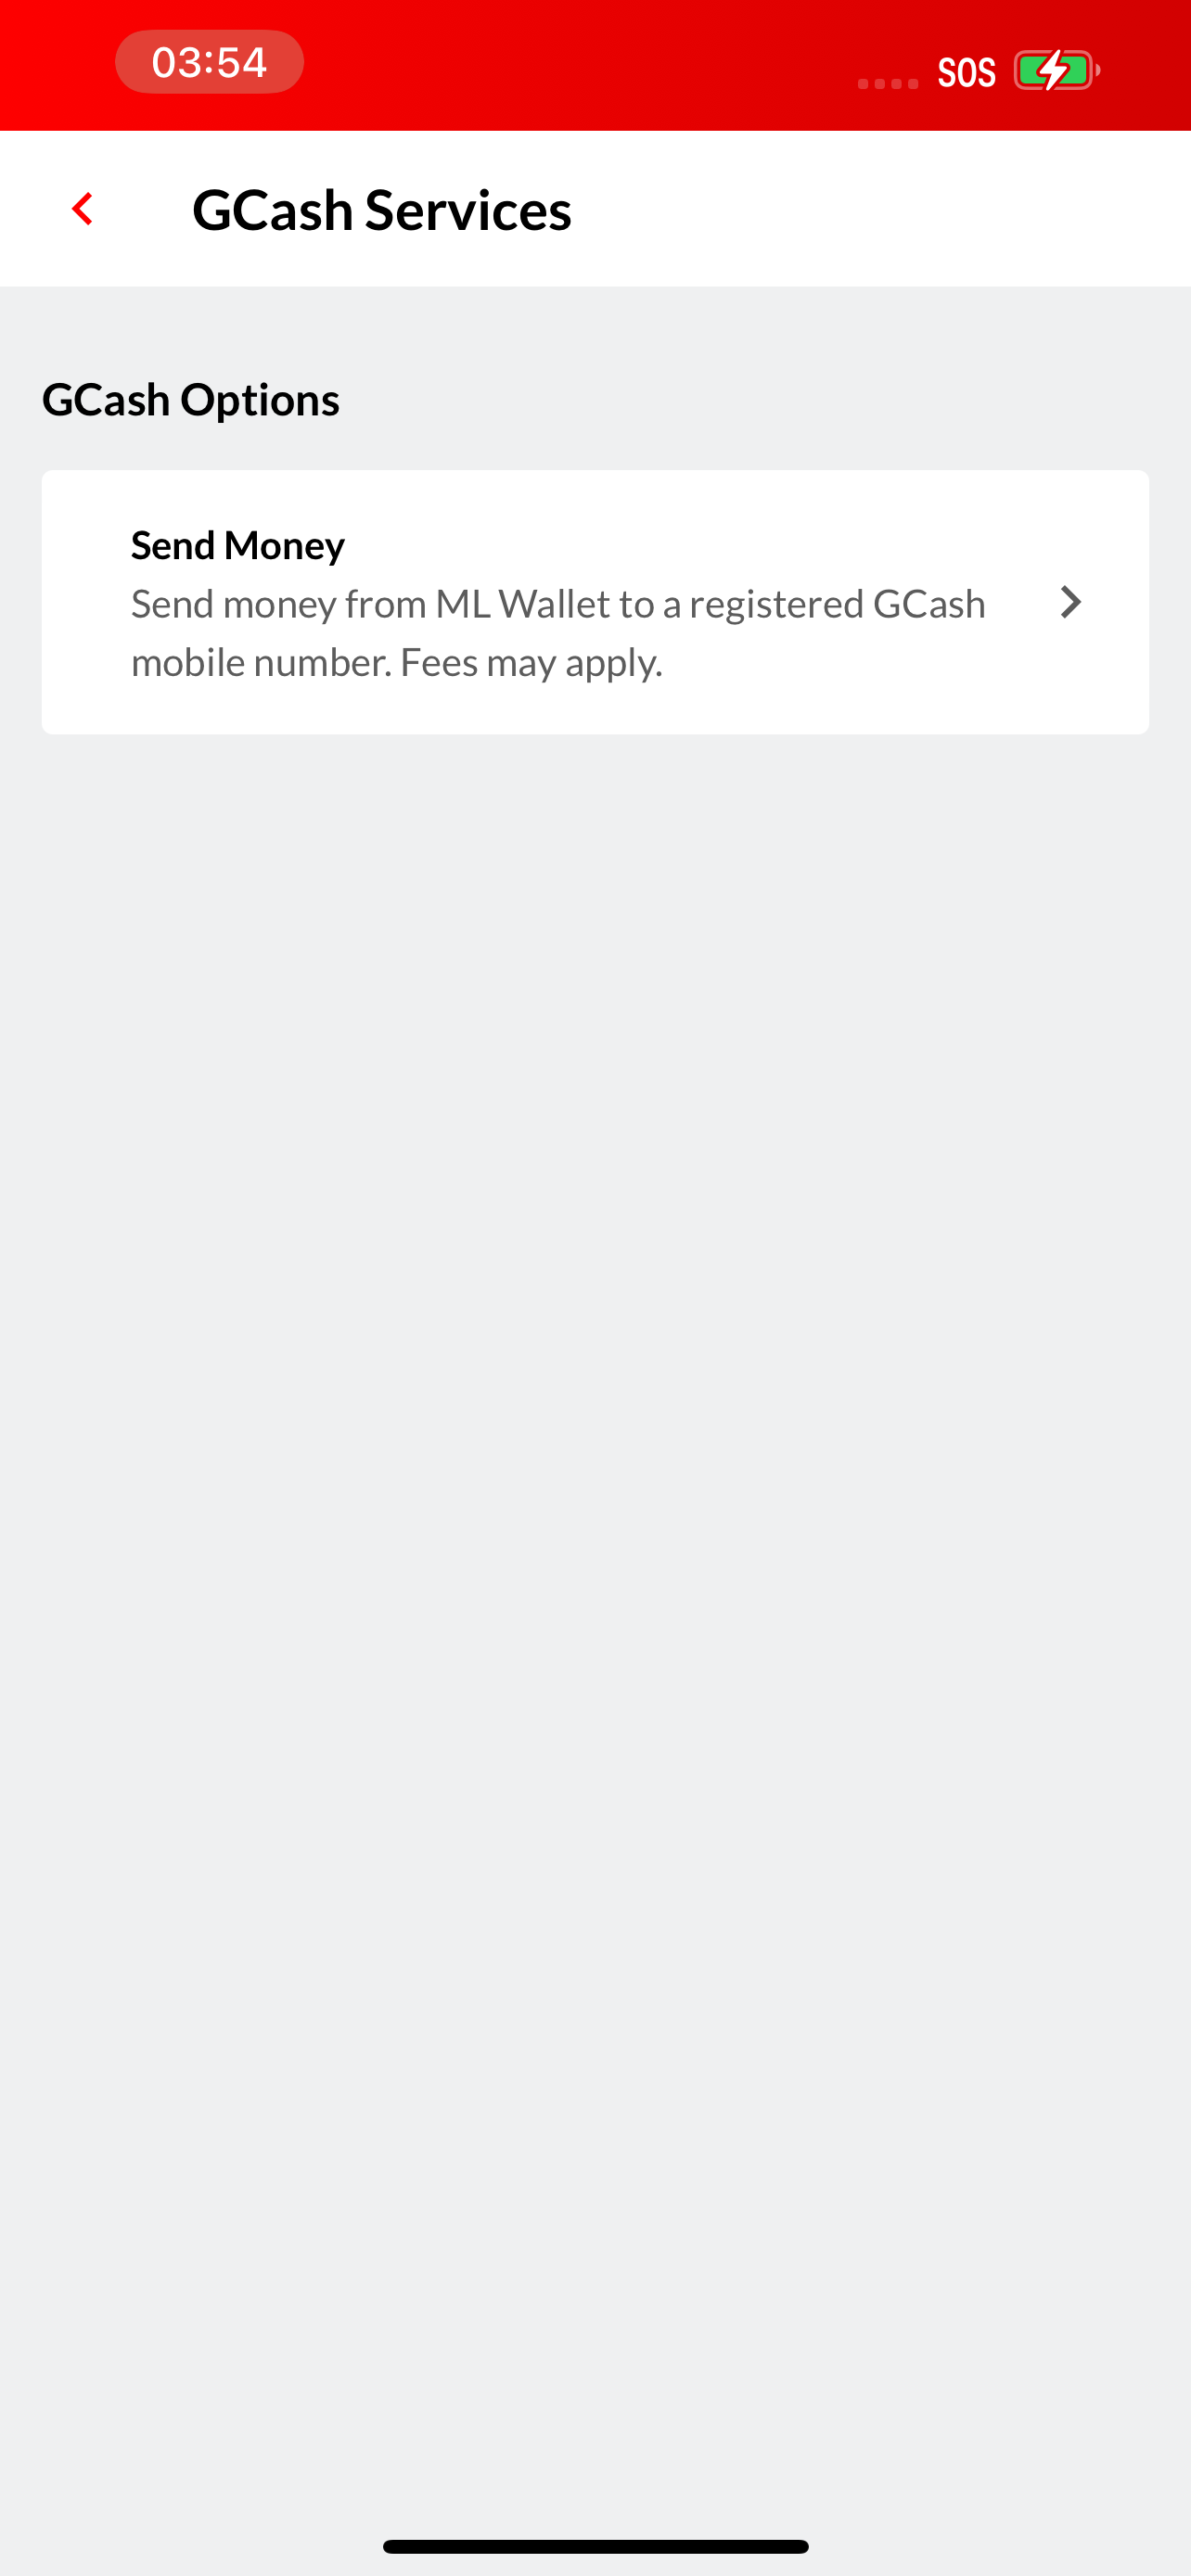 03:54
SOS
GCash Services
GCash Options
Send Money
Send money from ML Wallet to a registered GCash
mobile number. Fees may apply.